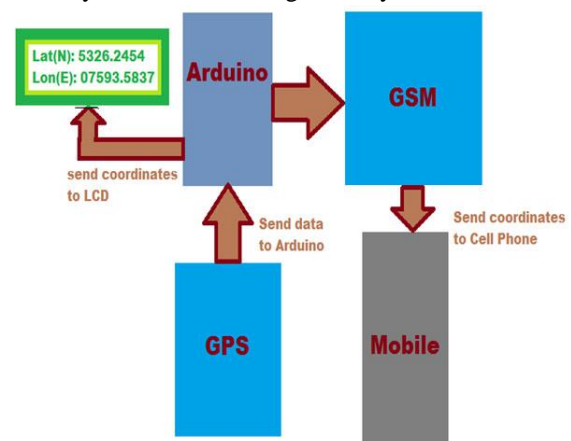 Lat(N): 5326.2454
Lon(E): 07593.5837
Arduino
GSM
send coordinates
to LCD
Send data
to Arduino
Send coordinates
to Cell Phone
GPS
Mobile